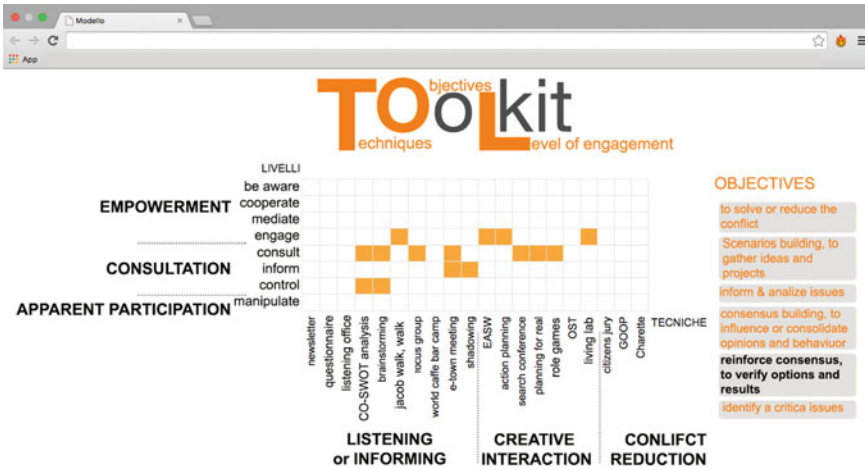 Modello
App
TOoLkit
bjectives
echniques
evel of engagement
LIVELLI
be aware
cooperate
mediate
engage
consult
inform
control
manipulate
EMPOWERMENT
CONSULTATION
APPARENT PARTICIPATION
newsletter
questionnaire
listening office
CO-SWOT analysis
brainstorming
jacob walk, walk
focus group
world caffe bar camp
e-town meeting
shadowing
EASW
action planning
search conference
planning for real
role games
OST
living lab
citizens jury
GOOP
Charette
TECNICHE
LISTENING
or INFORMING
CREATIVE
INTERACTION
CONLIFCT
REDUCTION
OBJECTIVES
to solve or reduce the
conflict
Scenarios building, to
gather ideas and
projects
inform & analize issues
consensus building, to
influence or consolidate
opinions and behaviuor
reinforce consensus,
to verify options and
results
identify a critica issues